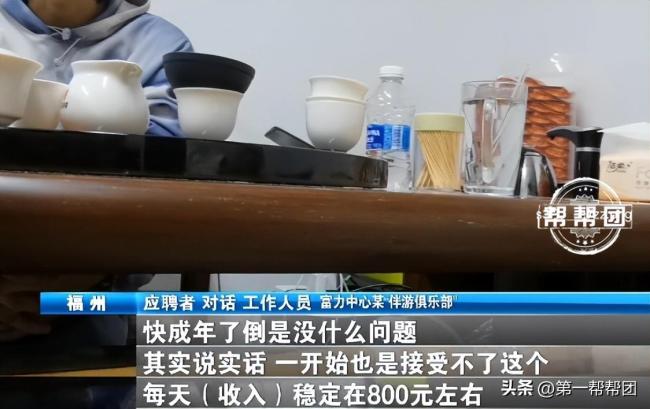 帮帮团
福州
应聘者 对话 工作人员 富力中心某“伴游俱乐部”
快成年了倒是没什么问题
其实说实话 一开始也是接受不了这个
每天（收入）稳定在800元左右
头条 @第一帮帮团